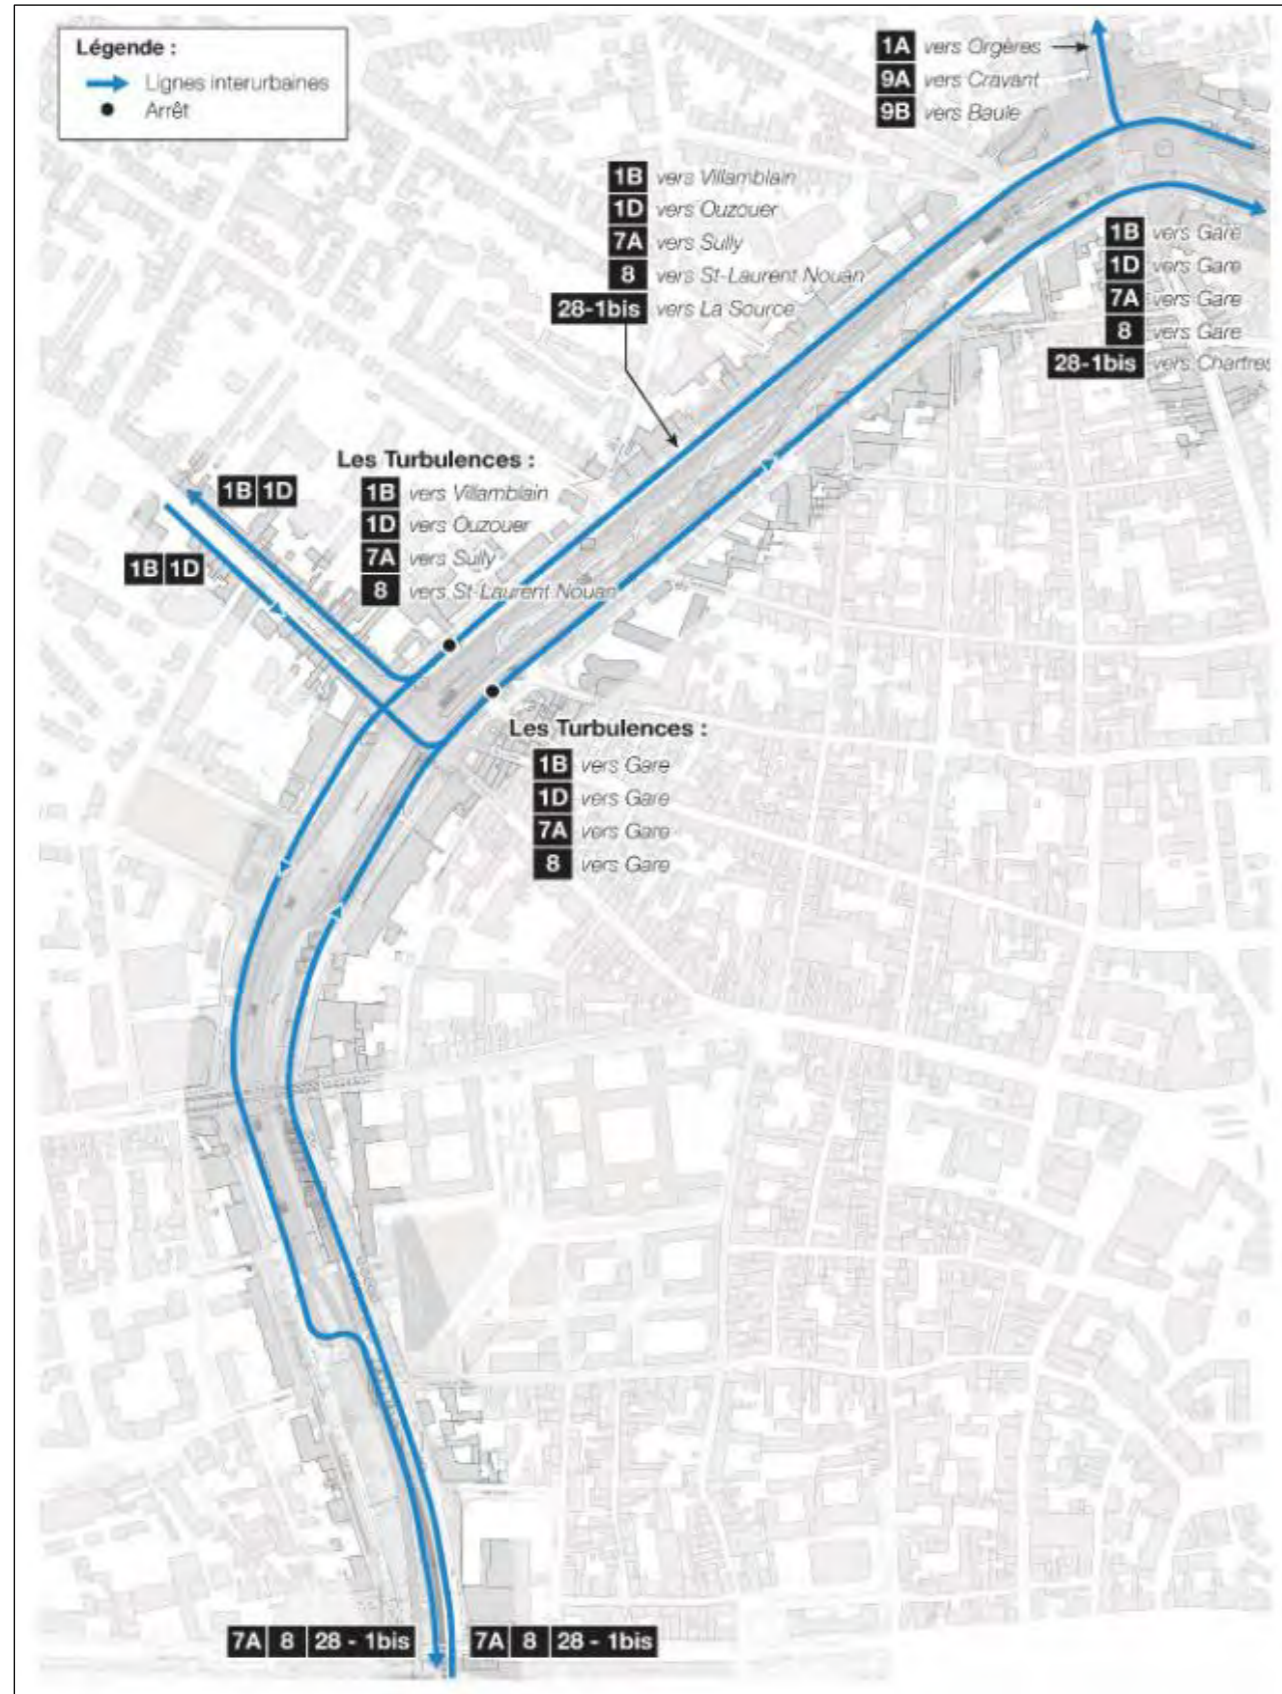 Légende :
Lignes interurbaines
Arrêt
1A vers Orgères
9A vers Cravant
9B vers Baule
1B vers Villamblain
1D vers Ouzouer
7A vers Sully
8 vers St-Laurent Nouan
28-1bis vers La Source
1B vers Gare
1D vers Gare
7A vers Gare
8 vers Gare
28-1bis vers Chartres
Les Turbulences :
1B vers Villamblain
1D vers Ouzouer
7A vers Sully
8 vers St-Laurent Nouan
1B 1D
1B 1D
Les Turbulences :
1B vers Gare
1D vers Gare
7A vers Gare
8 vers Gare
7A 8 28 - 1bis
7A 8 28 - 1bis